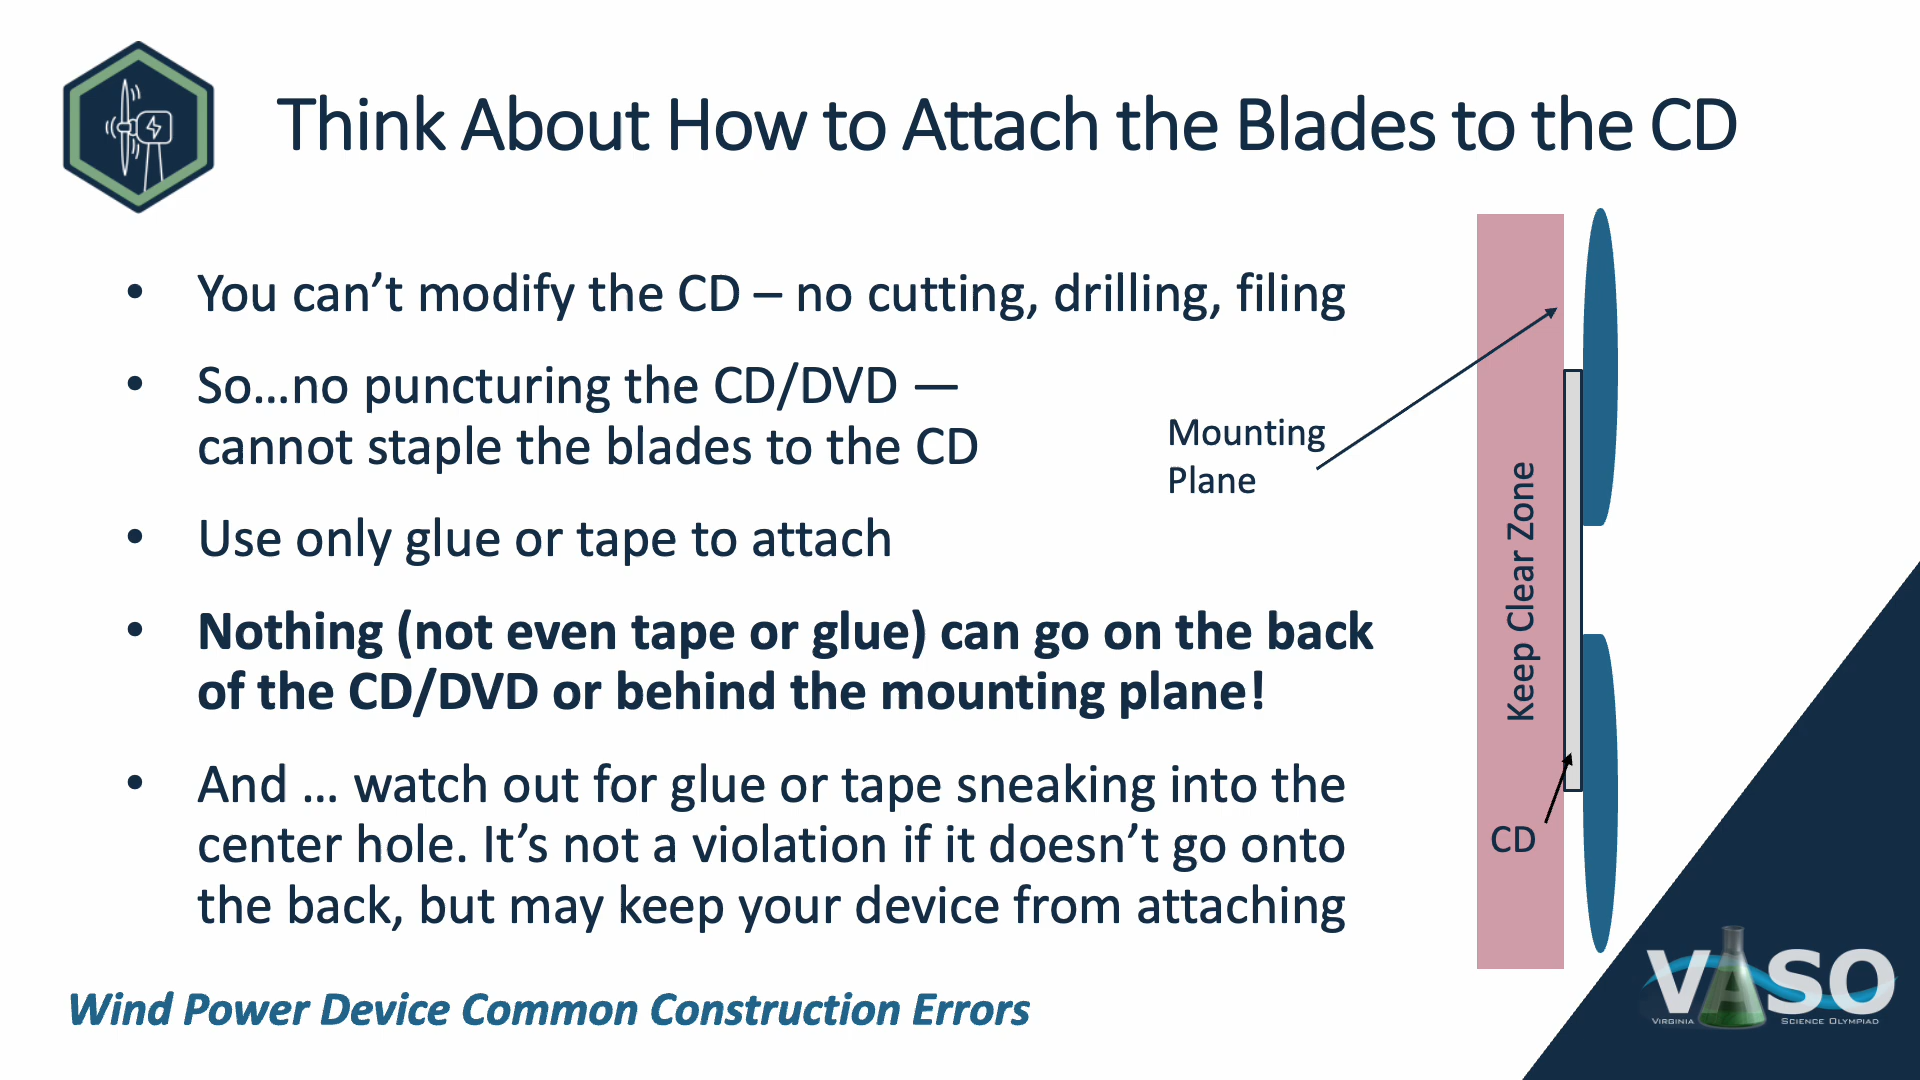 Think About How to Attach the Blades to the CD
• You can’t modify the CD – no cutting, drilling, filing
• So…no puncturing the CD/DVD —
cannot staple the blades to the CD
• Use only glue or tape to attach
• Nothing (not even tape or glue) can go on the back
of the CD/DVD or behind the mounting plane!
• And … watch out for glue or tape sneaking into the
center hole. It’s not a violation if it doesn’t go onto
the back, but may keep your device from attaching
Mounting
Plane
Keep Clear Zone
CD
Wind Power Device Common Construction Errors
VASO
VIRGINIA SCIENCE OLYMPIAD